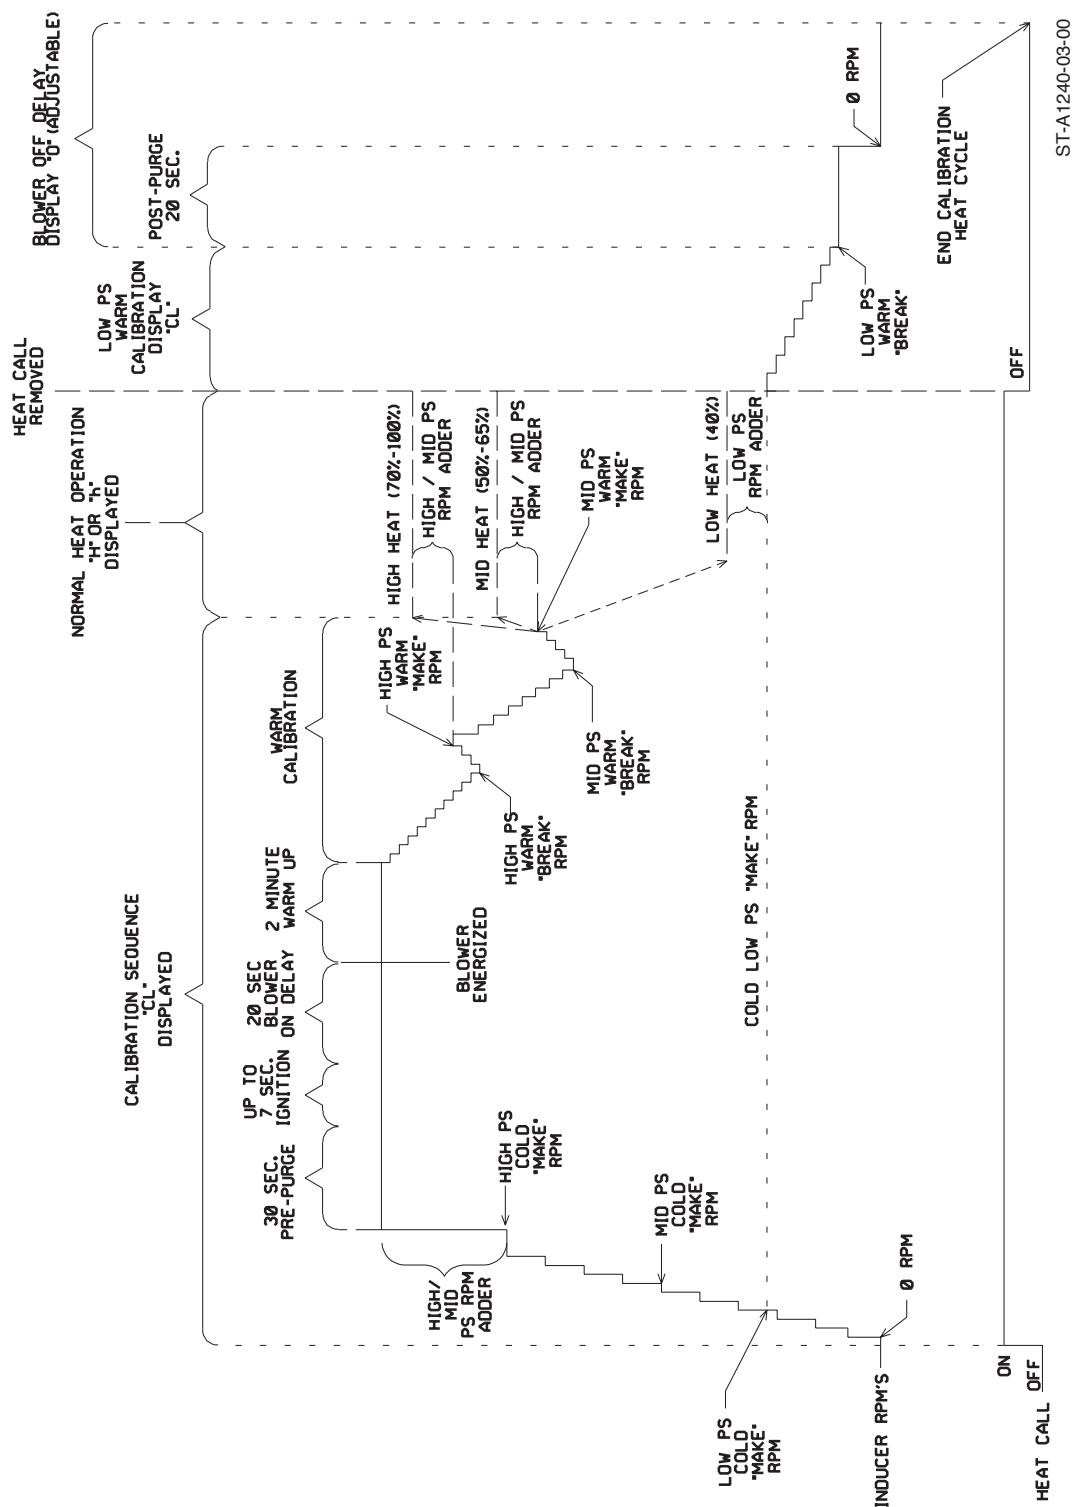 HEAT CALL
REMOVED
BLOWER OFF DELAY
DISPLAY "O" (ADJUSTABLE)
NORMAL HEAT OPERATION
"H" OR "h"
DISPLAYED
LOW PS
WARM
CALIBRATION
DISPLAY
"CL"
POST-PURGE
20 SEC.
CALIBRATION SEQUENCE
"CL"
DISPLAYED
30 SEC.
PRE-PURGE
UP TO
7 SEC.
IGNITION
20 SEC
BLOWER
ON DELAY
2 MINUTE
WARM UP
WARM
CALIBRATION
HIGH PS
WARM
"MAKE"
RPM
HIGH HEAT (70%-100%)
HIGH / MID PS
RPM ADDER
MID HEAT (50%-65%)
HIGH / MID PS
RPM ADDER
MID PS
WARM
"MAKE"
RPM
HIGH/
MID
PS RPM
ADDER
HIGH PS
COLD
"MAKE"
RPM
BLOWER
ENERGIZED
HIGH PS
WARM
"BREAK"
RPM
MID PS
WARM
"BREAK"
RPM
MID PS
COLD
"MAKE"
RPM
LOW HEAT (40%)
LOW PS
RPM ADDER
LOW PS
COLD
"MAKE"
RPM
COLD LOW PS "MAKE" RPM
0 RPM
LOW PS
WARM
"BREAK"
0 RPM
INDUCER RPM'S
END CALIBRATION
HEAT CYCLE
ON
OFF
OFF
HEAT CALL
ST-A1240-03-00